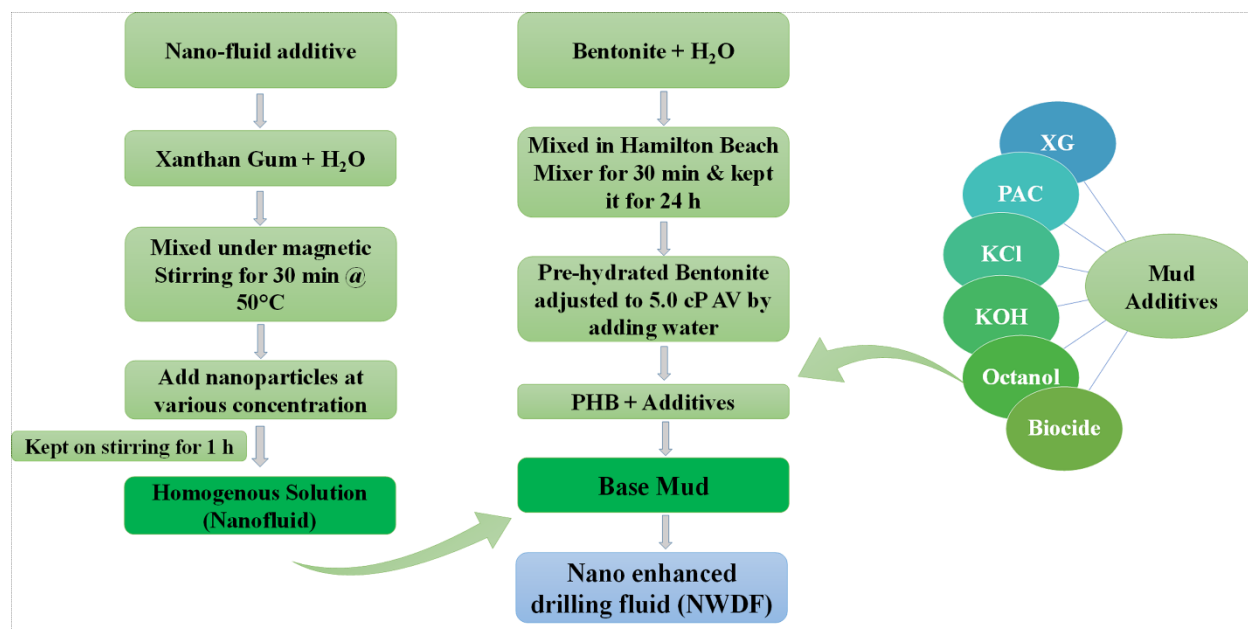 Nano-fluid additive
Xanthan Gum + H₂O
Mixed under magnetic
Stirring for 30 min @
50°C
Add nanoparticles at
various concentration
Kept on stirring for 1 h
Homogenous Solution
(Nanofluid)
Bentonite + H₂O
Mixed in Hamilton Beach
Mixer for 30 min & kept
it for 24 h
Pre-hydrated Bentonite
adjusted to 5.0 cP AV by
adding water
PHB + Additives
Base Mud
Nano enhanced
drilling fluid (NWDF)
XG
PAC
KCl
KOH
Octanol
Biocide
Mud
Additives